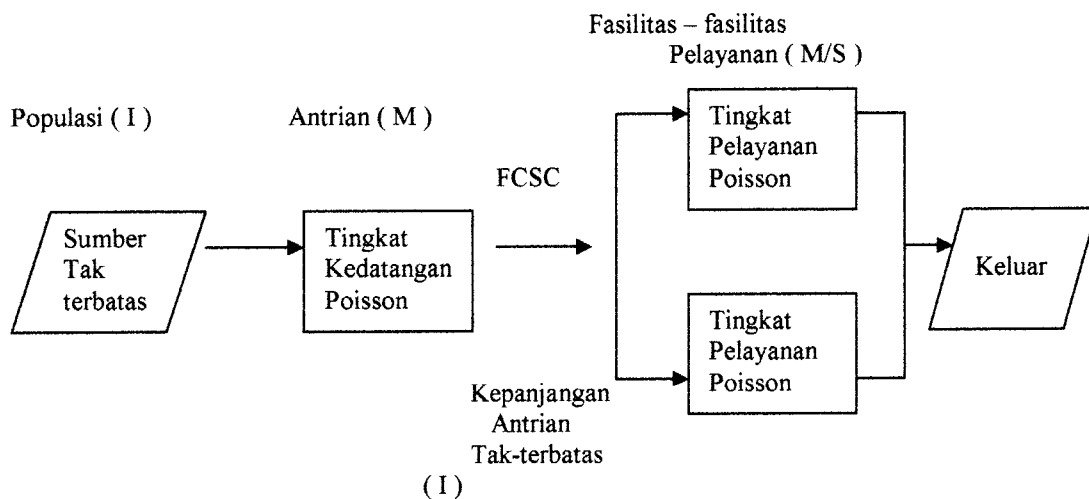 Fasilitas – fasilitas
Pelayanan ( M/S )
Populasi ( I )
Antrian ( M )
Sumber
Tak
terbatas
Tingkat
Kedatangan
Poisson
FCSC
Kepanjangan
Antrian
Tak-terbatas
( I )
Tingkat
Pelayanan
Poisson
Tingkat
Pelayanan
Poisson
Keluar